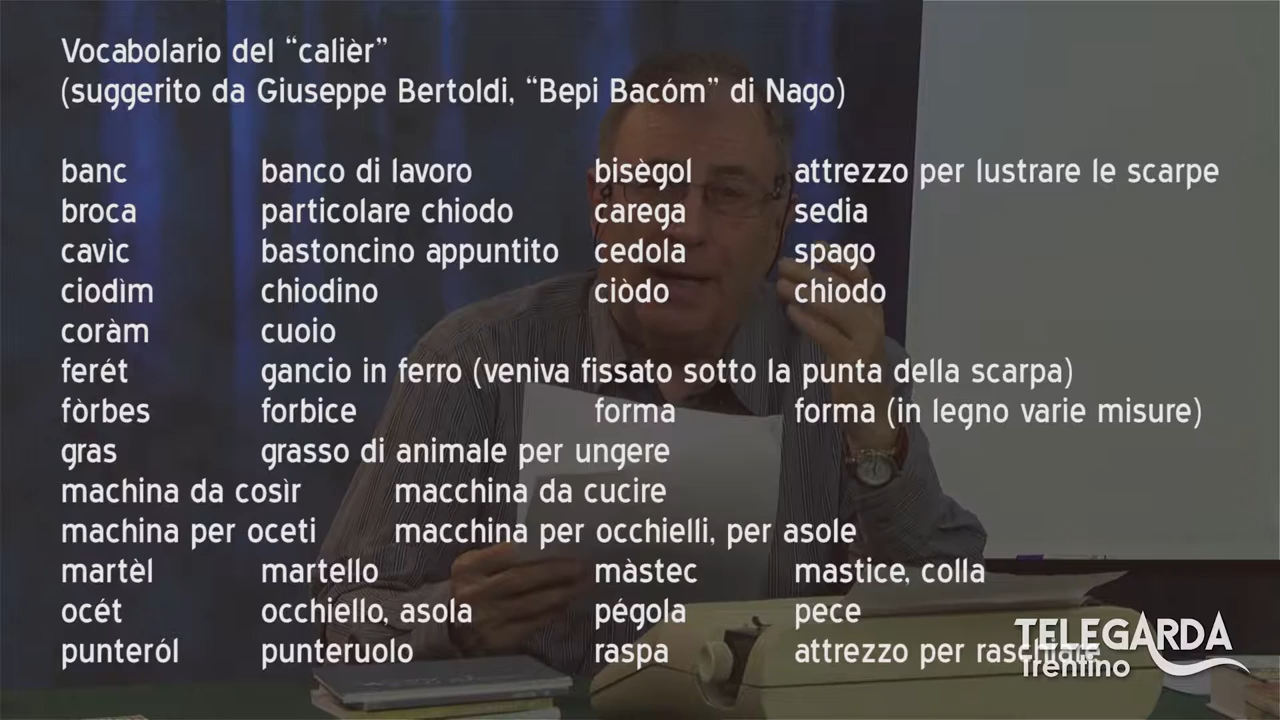 Vocabolario del “calièr”
(suggerito da Giuseppe Bertoldi, “Bepi Bacóm” di Nago)
banc banco di lavoro bisègol attrezzo per lustrare le scarpe
broca particolare chiodo carega sedia
cavìc bastoncino appuntito cedola spago
ciodìm chiodino ciòdo chiodo
coràm cuoio
ferét gancio in ferro (veniva fissato sotto la punta della scarpa)
fòrbes forbice forma forma (in legno varie misure)
gras grasso di animale per ungere
machina da cosìr macchina da cucire
machina per oceti macchina per occhielli, per asole
martèl martello màstec mastice, colla
océt occhiello, asola pégola pece
punteról punteruolo raspa attrezzo per raschiare
TELEGARDA
Trentino